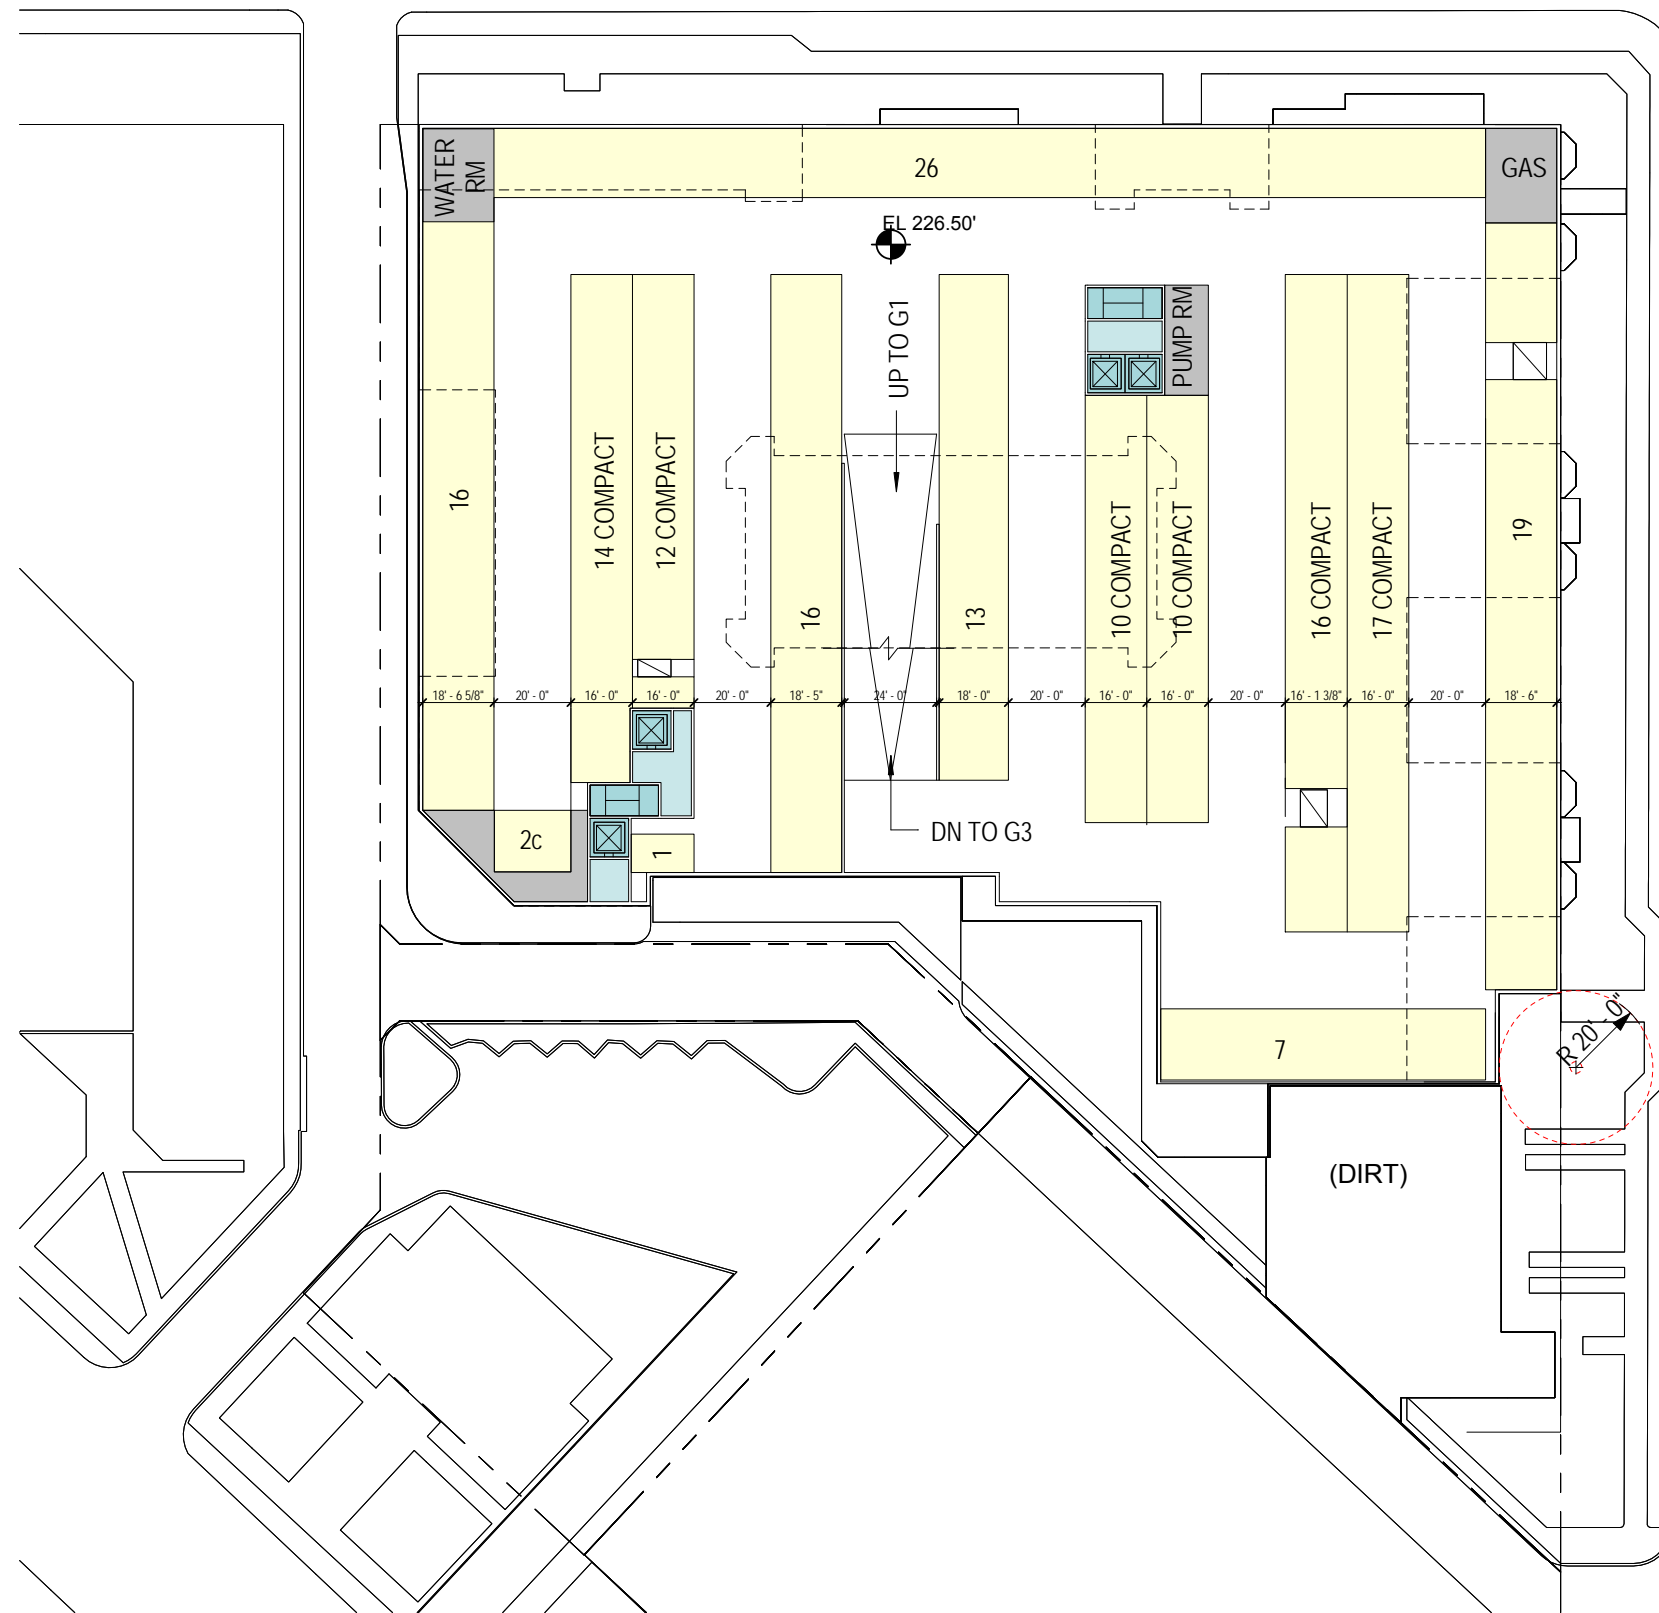 WATER
RM
26
GAS
EL 226.50'
UP TO G1
PUMP RM
16
14 COMPACT
12 COMPACT
16
13
10 COMPACT
10 COMPACT
16 COMPACT
17 COMPACT
19
18' - 6 5/8"
20' - 0"
16' - 0"
16' - 0"
20' - 0"
18' - 5"
24' - 0"
18' - 0"
20' - 0"
16' - 0"
16' - 0"
20' - 0"
16' - 1 3/8"
16' - 0"
20' - 0"
18' - 6"
2c
1
DN TO G3
7
R 20' - 0"
(DIRT)